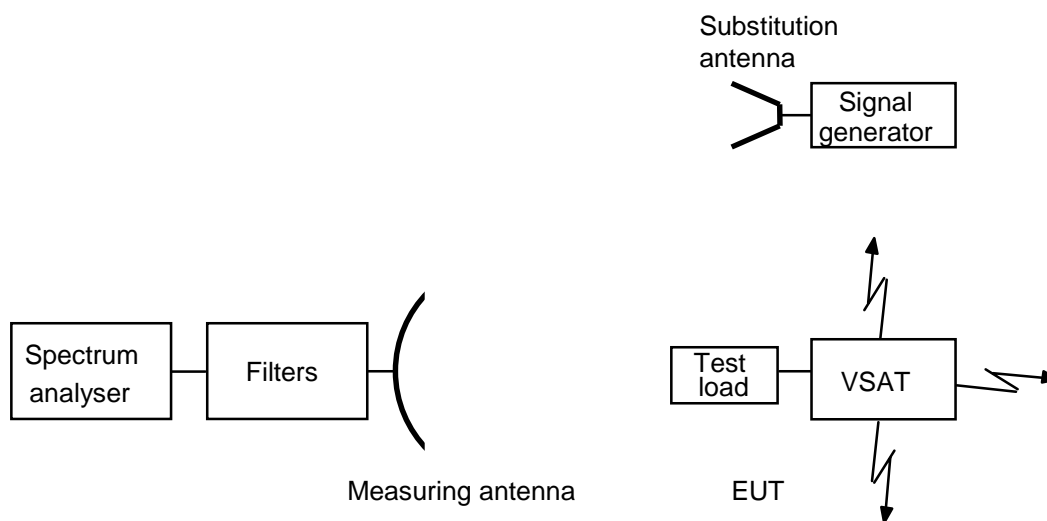 Substitution
antenna
Signal
generator
Spectrum
analyser
Filters
Test
load
VSAT
Measuring antenna
EUT